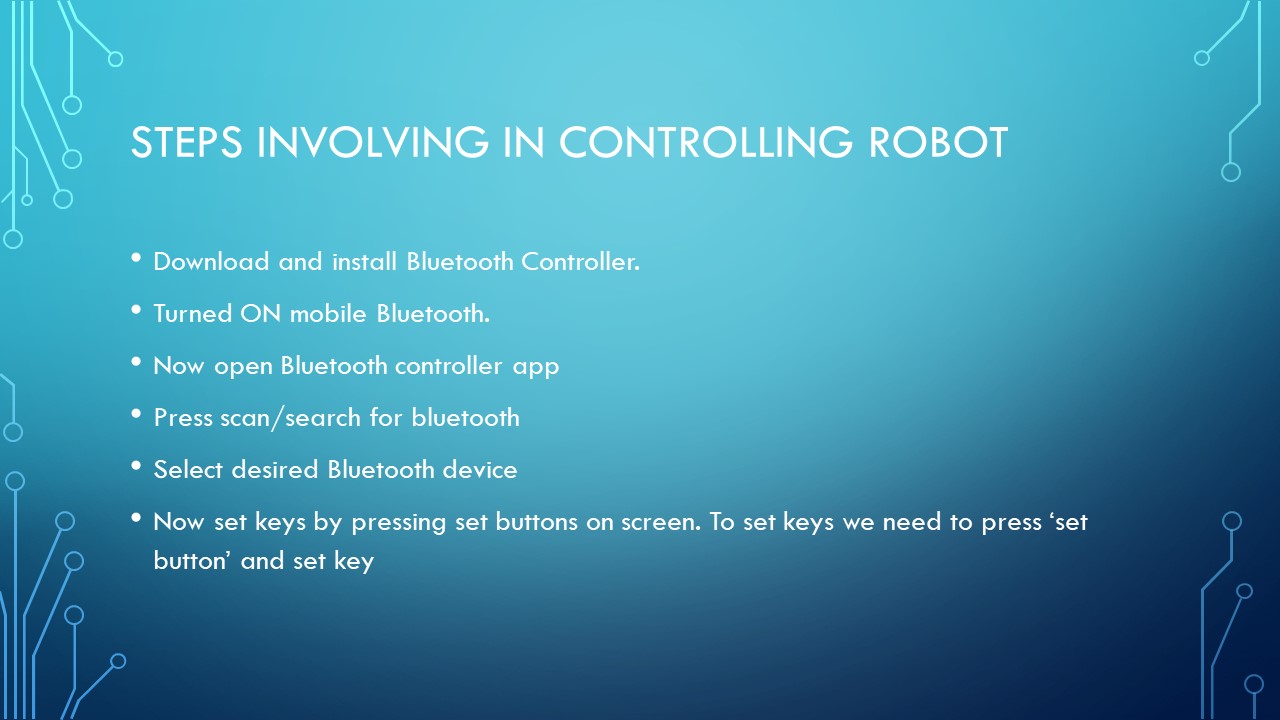 STEPS INVOLVING IN CONTROLLING ROBOT
• Download and install Bluetooth Controller.
• Turned ON mobile Bluetooth.
• Now open Bluetooth controller app
• Press scan/search for bluetooth
• Select desired Bluetooth device
• Now set keys by pressing set buttons on screen. To set keys we need to press ‘set
button’ and set key